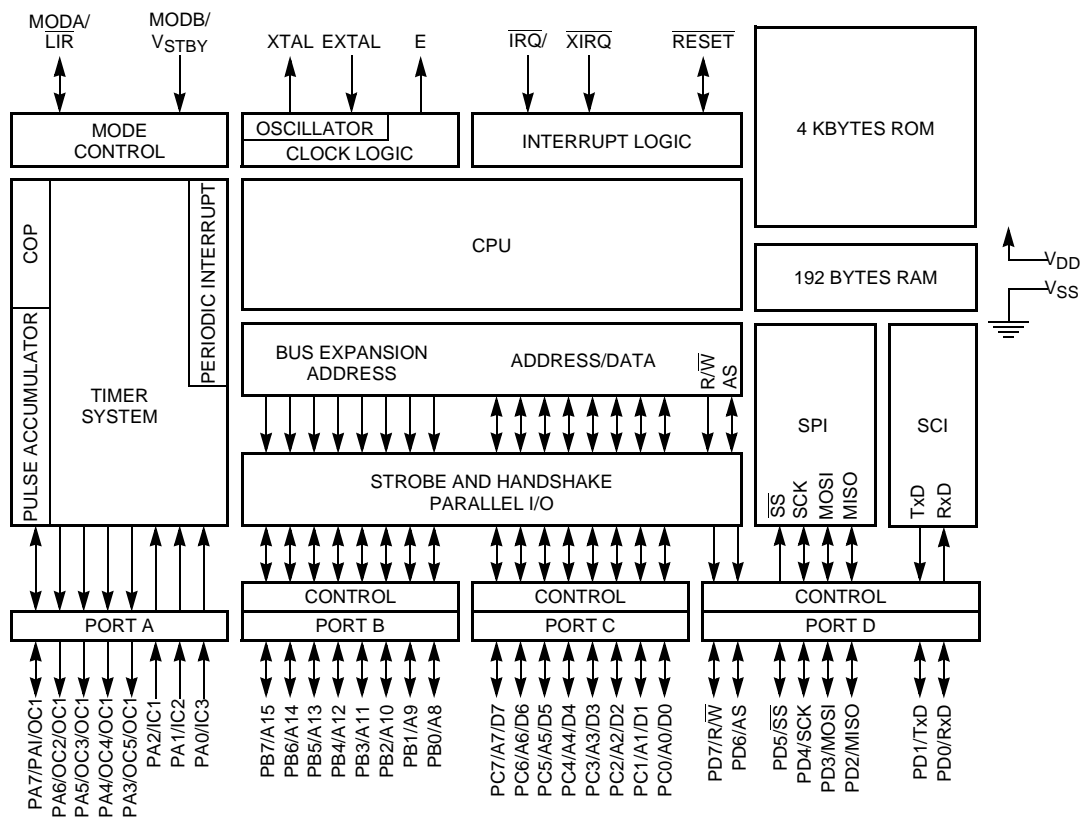 MODA/
LIR
MODB/
VSTBY
XTAL
EXTAL
E
IRQ/
XIRQ
RESET
MODE
CONTROL
OSCILLATOR
CLOCK LOGIC
INTERRUPT LOGIC
4 KBYTES ROM
COP
PULSE ACCUMULATOR
TIMER
SYSTEM
PERIODIC INTERRUPT
CPU
192 BYTES RAM
VDD
VSS
BUS EXPANSION
ADDRESS
ADDRESS/DATA
R/W
AS
STROBE AND HANDSHAKE
PARALLEL I/O
SPI
SS
SCK
MOSI
MISO
SCI
TxD
RxD
PORT A
CONTROL
PORT B
CONTROL
PORT C
CONTROL
PORT D
PA7/PAI/OC1
PA6/OC2/OC1
PA5/OC3/OC1
PA4/OC4/OC1
PA3/OC5/OC1
PA2/IC1
PA1/IC2
PA0/IC3
PB7/A15
PB6/A14
PB5/A13
PB4/A12
PB3/A11
PB2/A10
PB1/A9
PB0/A8
PC7/A7/D7
PC6/A6/D6
PC5/A5/D5
PC4/A4/D4
PC3/A3/D3
PC2/A2/D2
PC1/A1/D1
PC0/A0/D0
PD7/R/W
PD6/AS
PD5/SS
PD4/SCK
PD3/MOSI
PD2/MISO
PD1/TxD
PD0/RxD